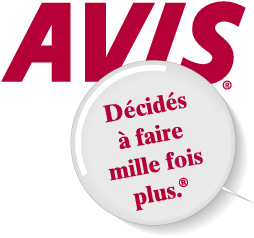 AVIS®
Décidés
à faire
mille fois
plus.®